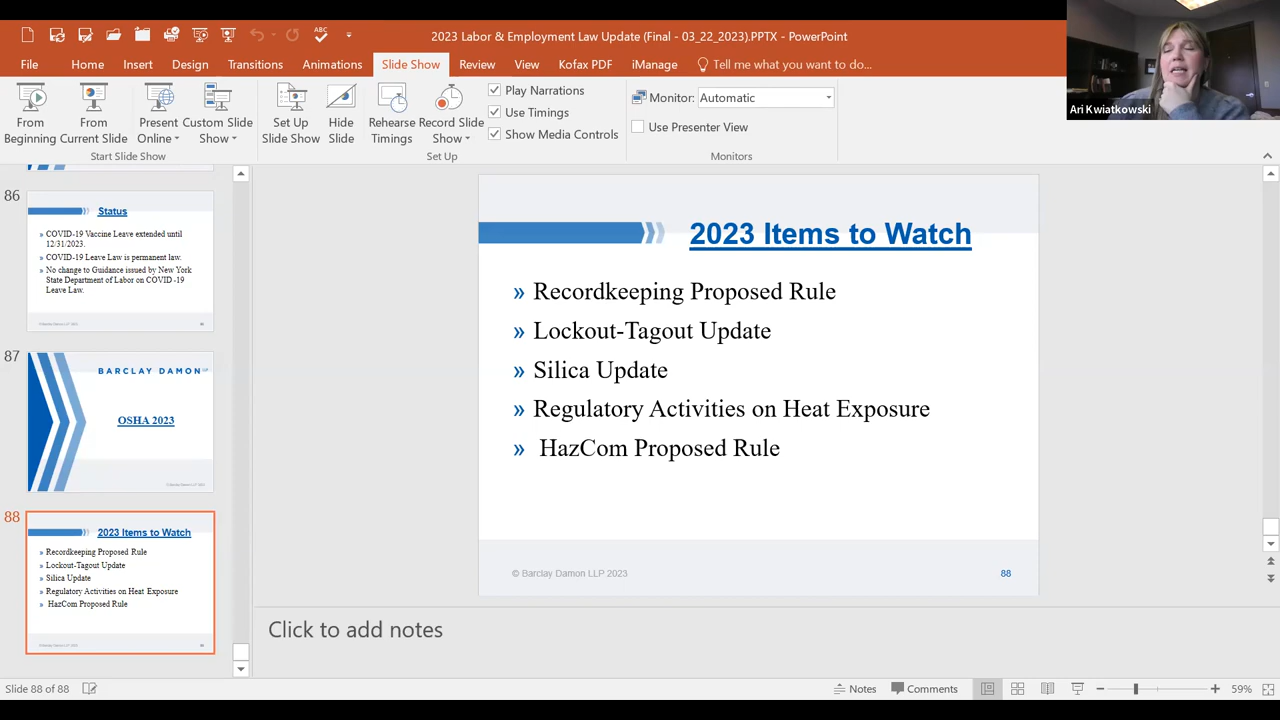 2023 Labor & Employment Law Update (Final - 03_22_2023).PPTX - PowerPoint
ABC
File Home Insert Design Transitions Animations Slide Show Review View Kofax PDF iManage Tell me what you want to do...
From Beginning
From Current Slide
Present Online
Custom Slide Show
Start Slide Show
Set Up Slide Show
Hide Slide
Rehearse Timings
Record Slide Show
Play Narrations
Use Timings
Show Media Controls
Set Up
Monitor: Automatic
Use Presenter View
Monitors
Ari Kwiatkowski
86
Status
» COVID-19 Vaccine Leave extended until
12/31/2023.
» COVID-19 Leave Law is permanent law.
» No change to Guidance issued by New York
State Department of Labor on COVID -19
Leave Law.
87
BARCLAY DAMON LLP
OSHA 2023
88
2023 Items to Watch
» Recordkeeping Proposed Rule
» Lockout-Tagout Update
» Silica Update
» Regulatory Activities on Heat Exposure
» HazCom Proposed Rule
2023 Items to Watch
» Recordkeeping Proposed Rule
» Lockout-Tagout Update
» Silica Update
» Regulatory Activities on Heat Exposure
» HazCom Proposed Rule
© Barclay Damon LLP 2023 88
Click to add notes
Slide 88 of 88 Notes Comments 59%